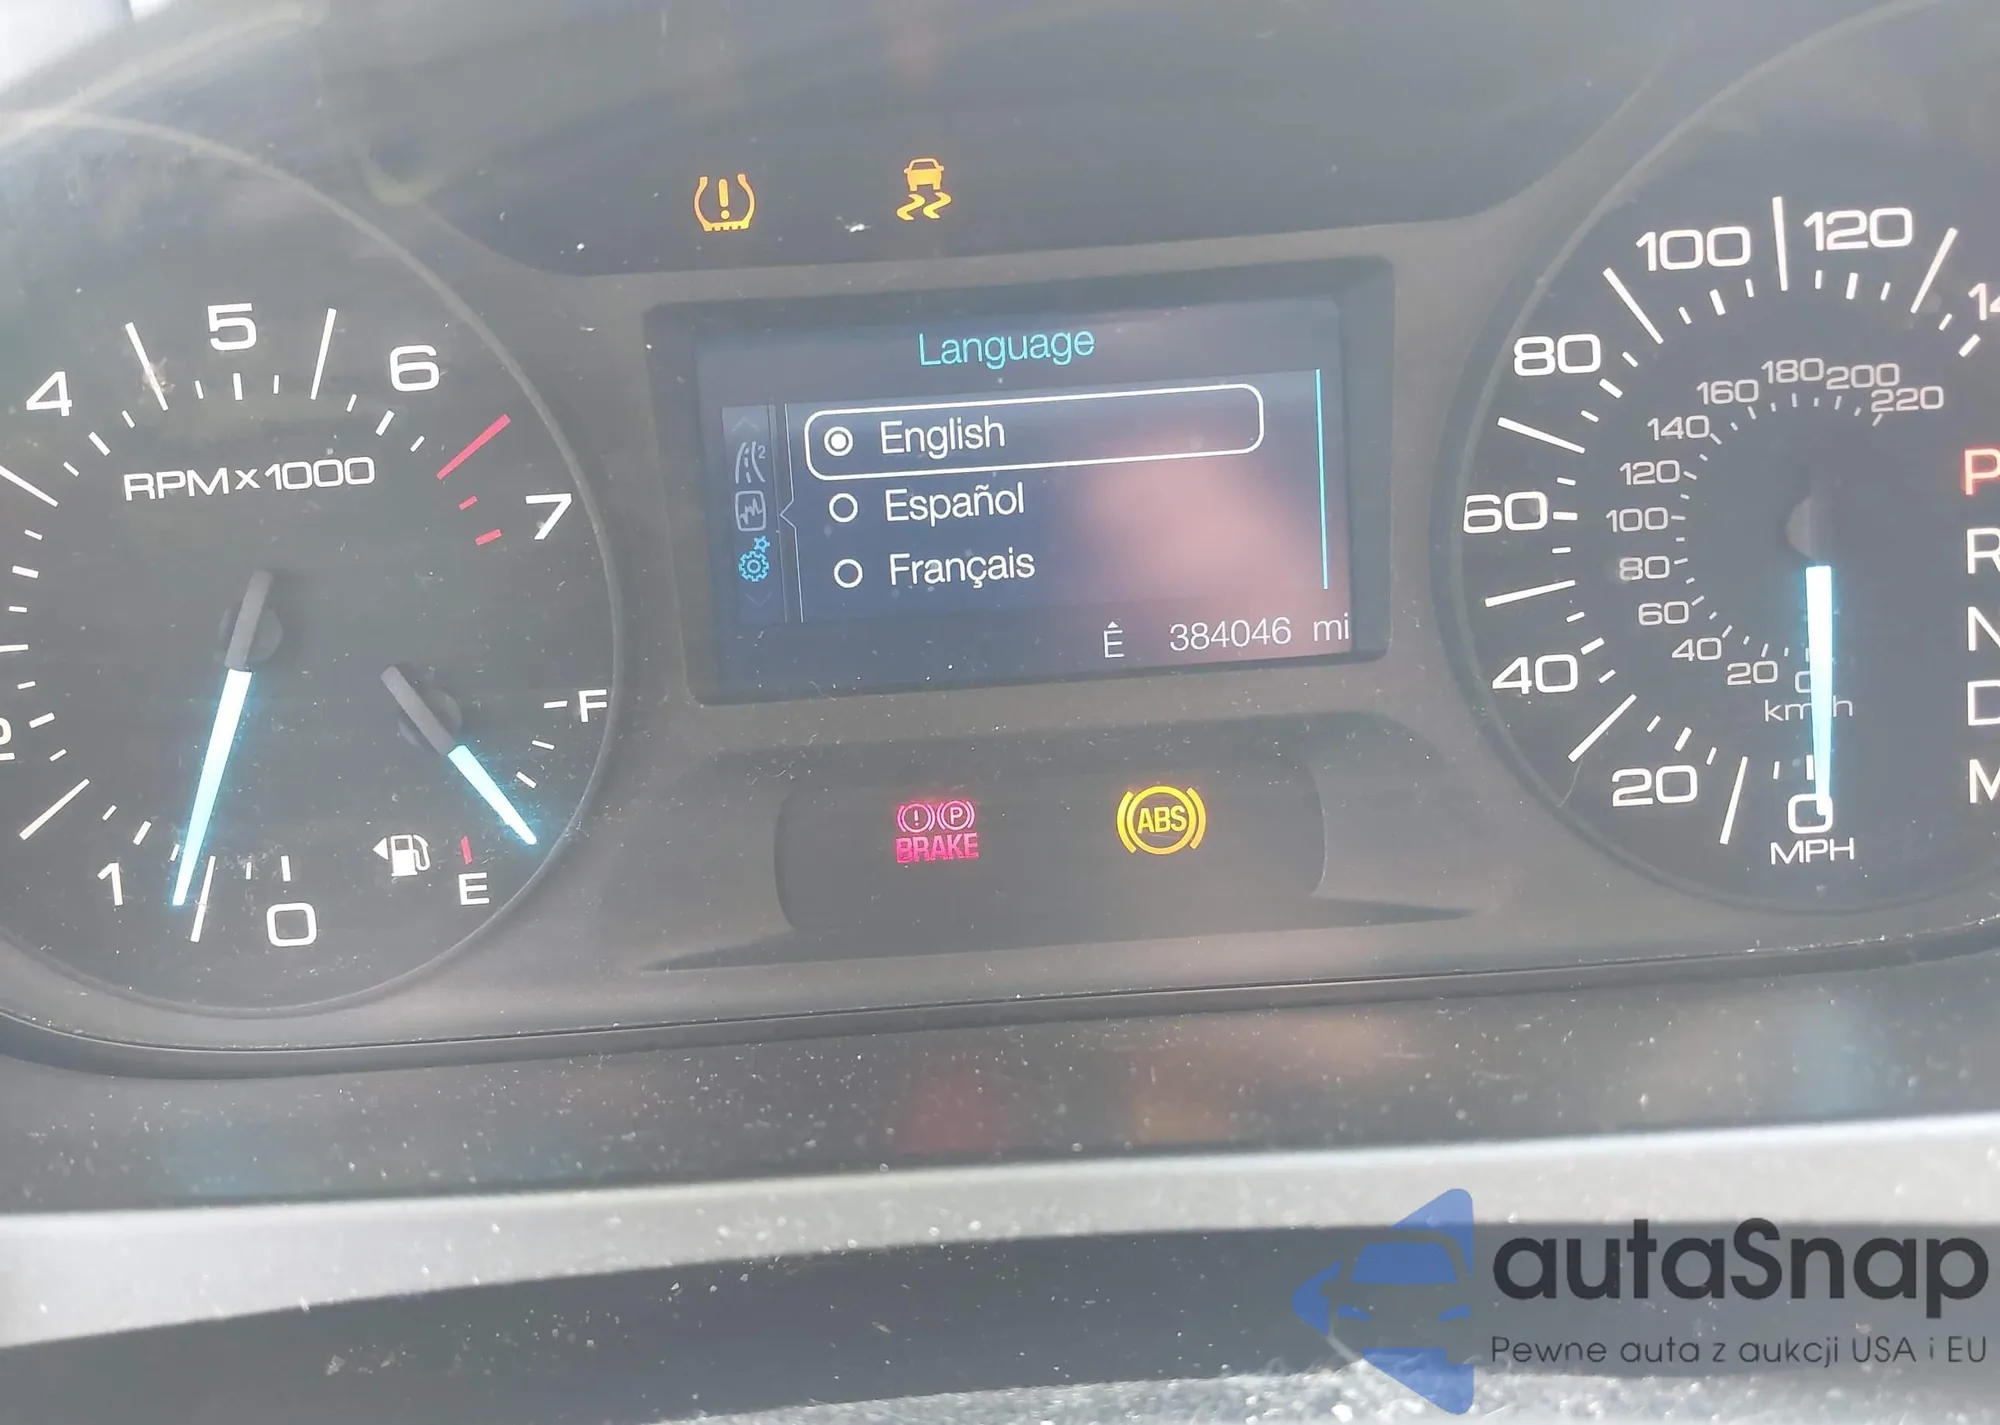 4
5
6
7
RPM x 1000
2
1
0
F
E
Language
English
Español
Français
Ê 384046 mi
BRAKE
P
ABS
20
40
60
80
100
120
20
40
60
80
100
120
140
160
180
200
220
0
km/h
0
MPH
P
R
N
D
M
autaSnap
Pewne auta z aukcji USA i EU